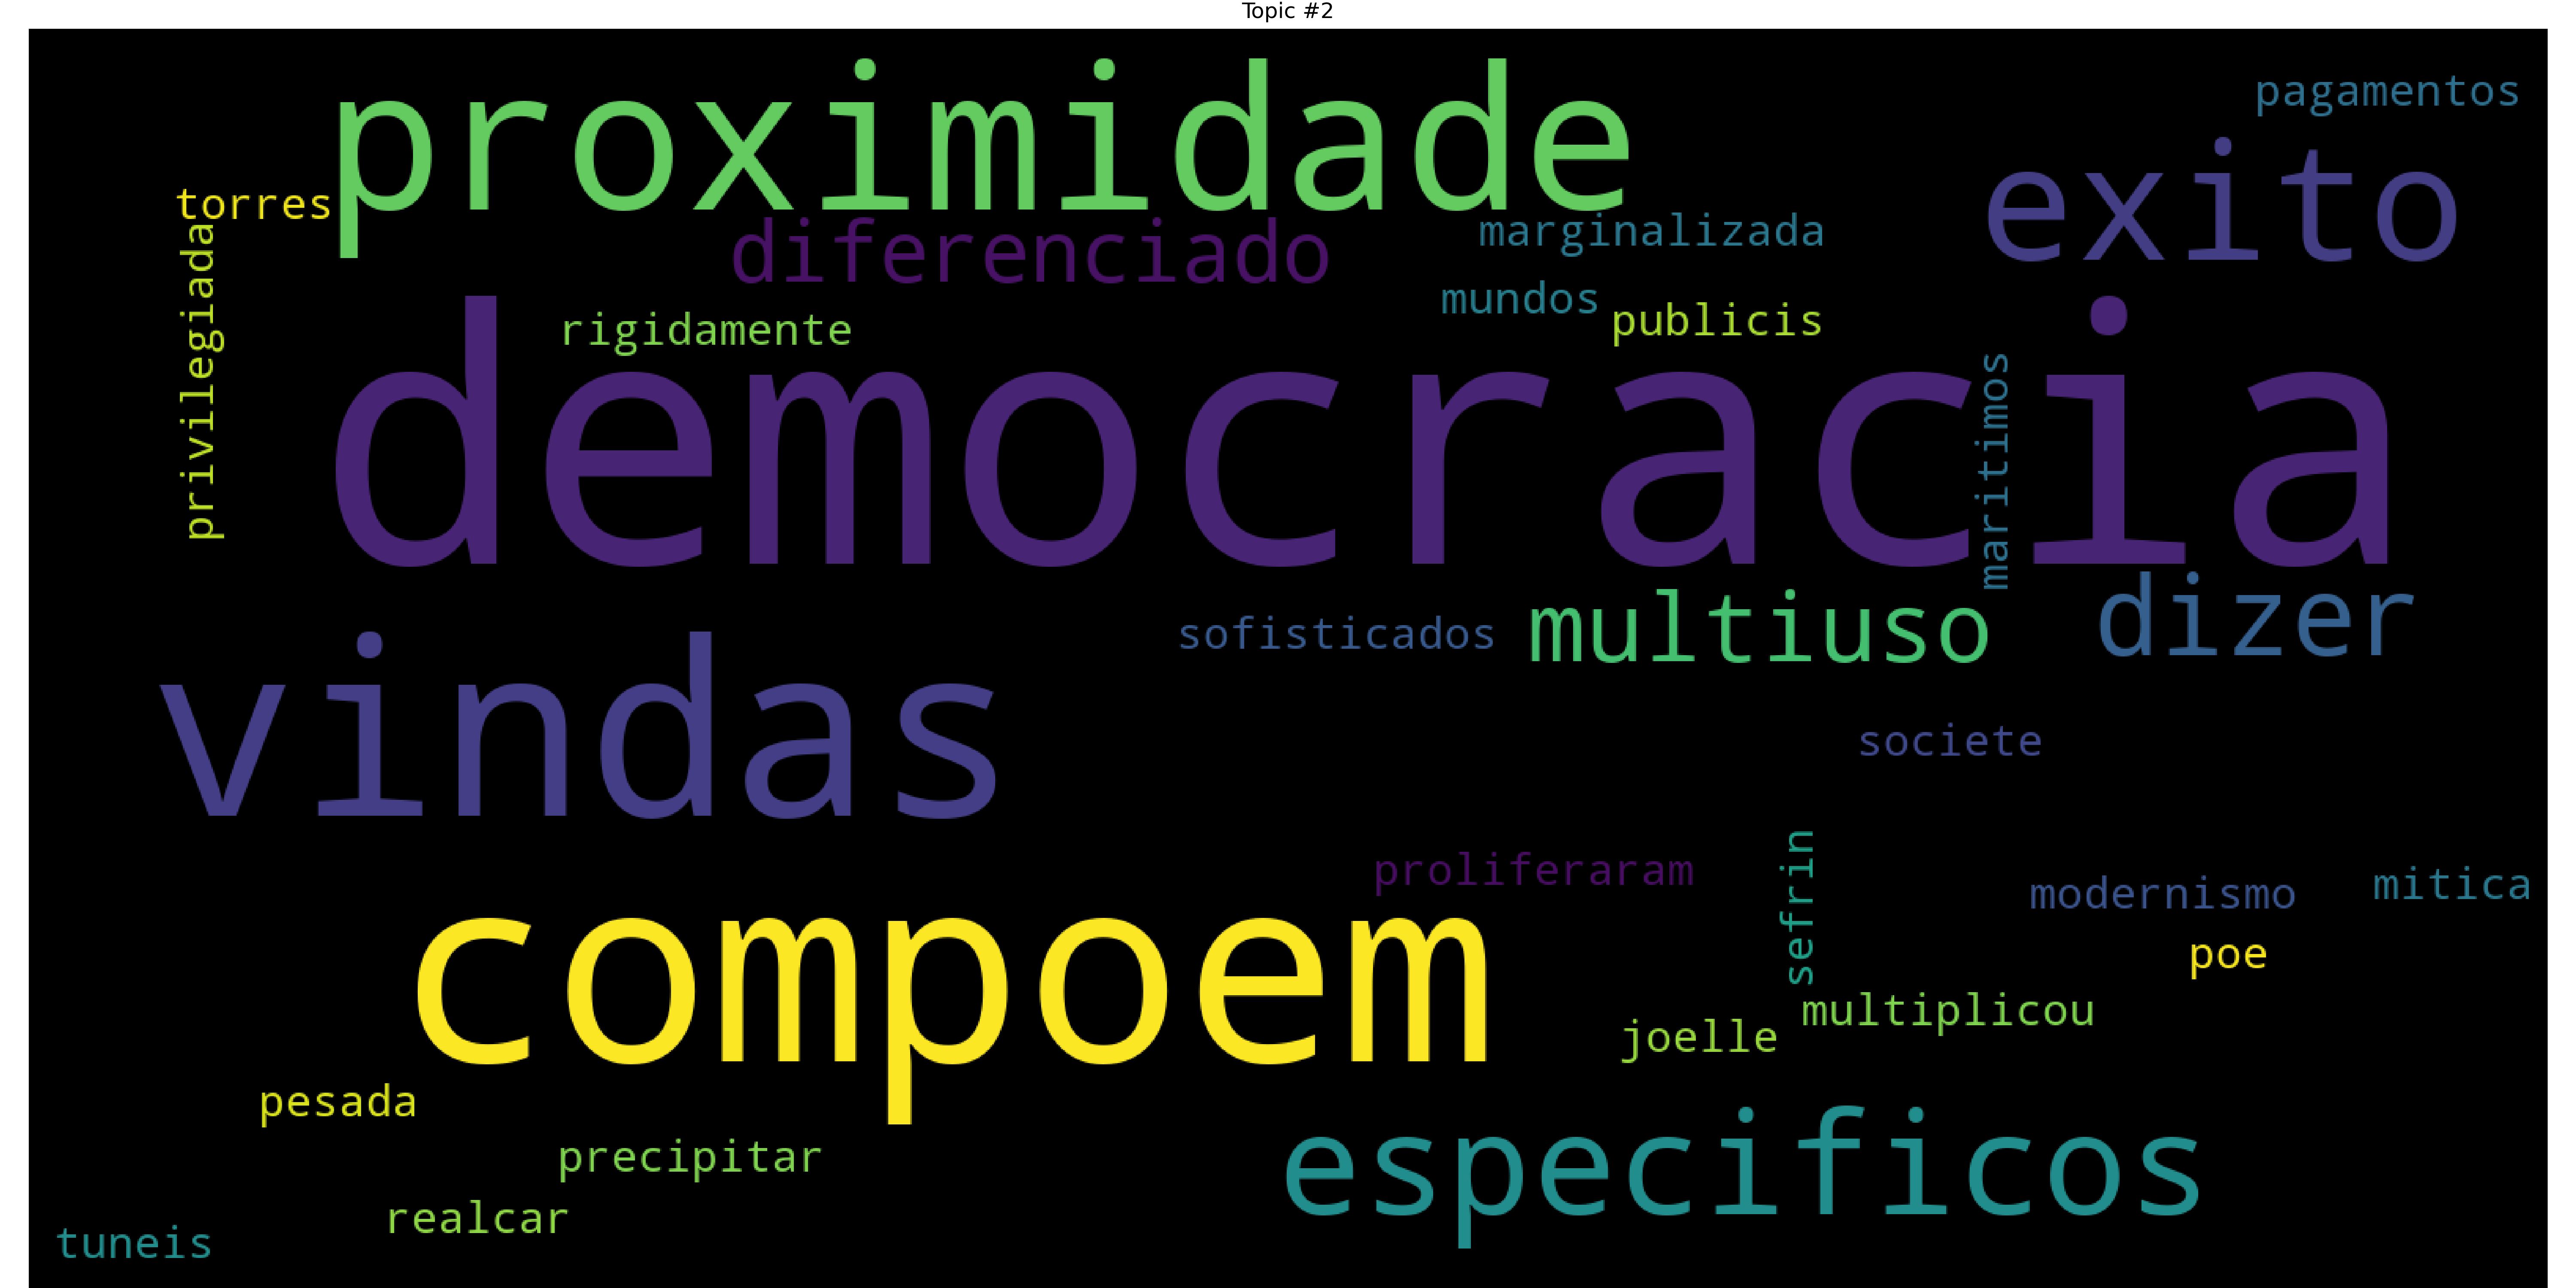 Topic #2
pagamentos
proximidade
exito
torres
diferenciado
marginalizada
privilegiada
mundos
publicis
rigidamente
democracia
maritimos
dizer
sofisticados
multiuso
vindas
societe
proliferaram
sefrin
modernismo
mitica
poe
compoem
multiplicou
joelle
pesada
precipitar
especificos
realcar
tuneis